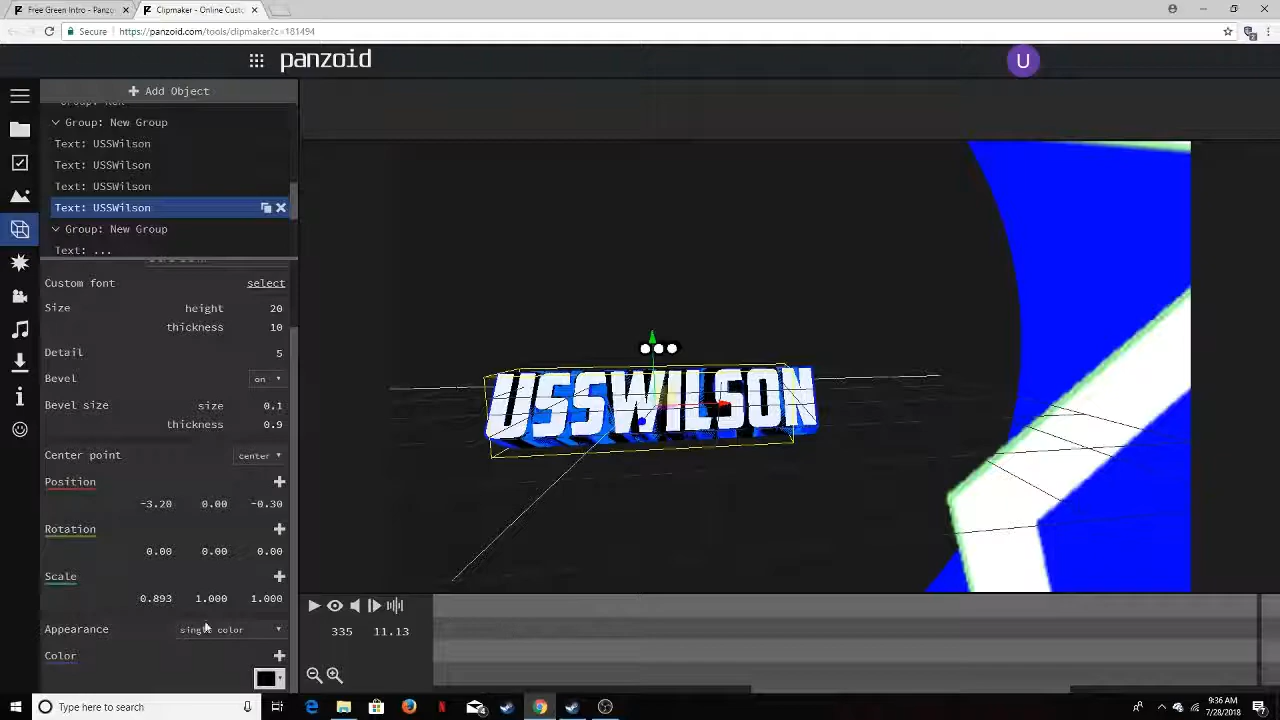 Free Green Intro - Panzo
Clipmaker - Online Custo
Secure
https://panzoid.com/tools/clipmaker?c=181494
panzoid
U
+ Add Object
Group: New Group
Text: USSWilson
Text: USSWilson
Text: USSWilson
Text: USSWilson
Group: New Group
Text: ...
Custom font select
Size height 20
thickness 10
Detail 5
Bevel on
Bevel size size 0.1
thickness 0.9
Center point center
Position
-3.20 0.00 -0.30
Rotation
0.00 0.00 0.00
Scale
0.893 1.000 1.000
Appearance single color
Color
USSWILSON
335 11.13
Type here to search
9:36 AM
7/28/2018